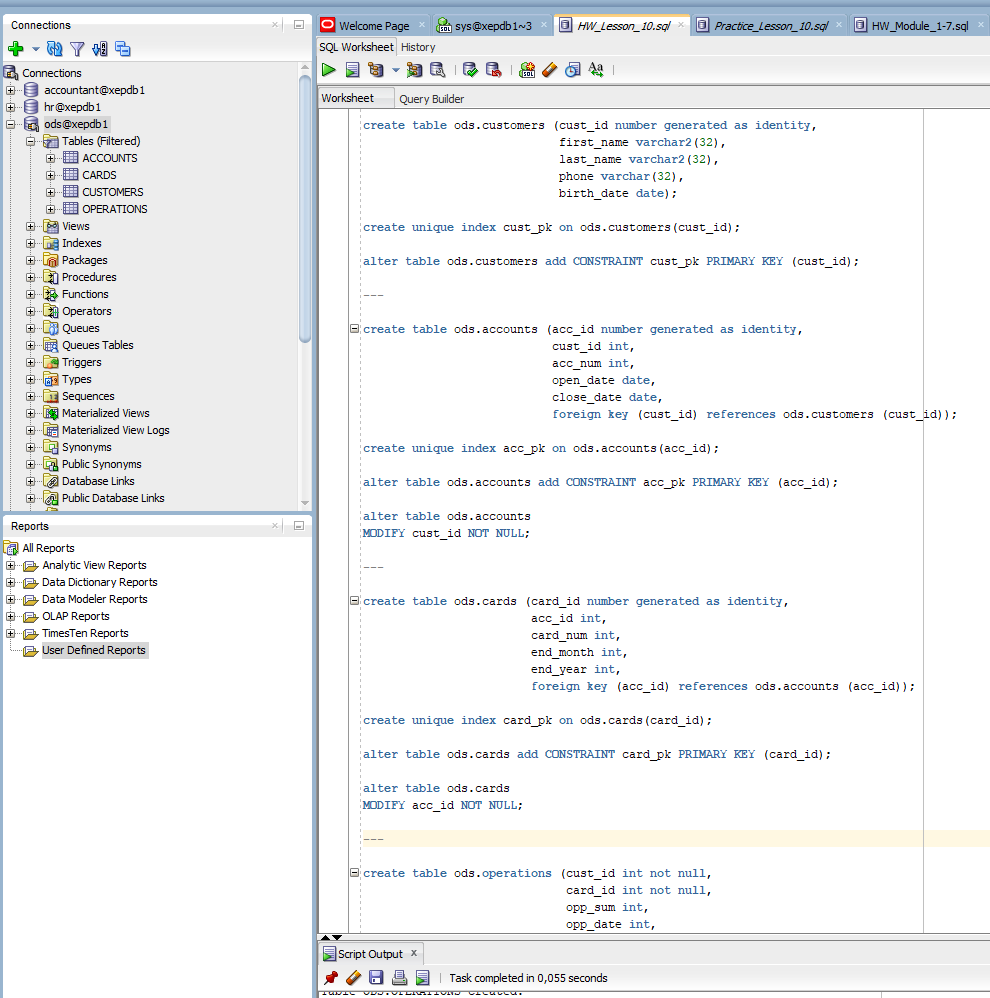 Connections
Connections
accountant@xepdb1
hr@xepdb1
ods@xepdb1
Tables (Filtered)
ACCOUNTS
CARDS
CUSTOMERS
OPERATIONS
Views
Indexes
Packages
Procedures
Functions
Operators
Queues
Queues Tables
Triggers
Types
Sequences
Materialized Views
Materialized View Logs
Synonyms
Public Synonyms
Database Links
Public Database Links
Reports
All Reports
Analytic View Reports
Data Dictionary Reports
Data Modeler Reports
OLAP Reports
TimesTen Reports
User Defined Reports
Welcome Page sys@xepdb1~3 HW_Lesson_10.sql Practice_Lesson_10.sql HW_Module_1-7.sql
SQL Worksheet History
Worksheet Query Builder
create table ods.customers (cust_id number generated as identity,
first_name varchar2(32),
last_name varchar2(32),
phone varchar(32),
birth_date date);
create unique index cust_pk on ods.customers(cust_id);
alter table ods.customers add CONSTRAINT cust_pk PRIMARY KEY (cust_id);
---
create table ods.accounts (acc_id number generated as identity,
cust_id int,
acc_num int,
open_date date,
close_date date,
foreign key (cust_id) references ods.customers (cust_id));
create unique index acc_pk on ods.accounts(acc_id);
alter table ods.accounts add CONSTRAINT acc_pk PRIMARY KEY (acc_id);
alter table ods.accounts
MODIFY cust_id NOT NULL;
---
create table ods.cards (card_id number generated as identity,
acc_id int,
card_num int,
end_month int,
end_year int,
foreign key (acc_id) references ods.accounts (acc_id));
create unique index card_pk on ods.cards(card_id);
alter table ods.cards add CONSTRAINT card_pk PRIMARY KEY (card_id);
alter table ods.cards
MODIFY acc_id NOT NULL;
---
create table ods.operations (cust_id int not null,
card_id int not null,
opp_sum int,
opp_date int,
Script Output
Task completed in 0,055 seconds
Table ODS.OPERATIONS created.